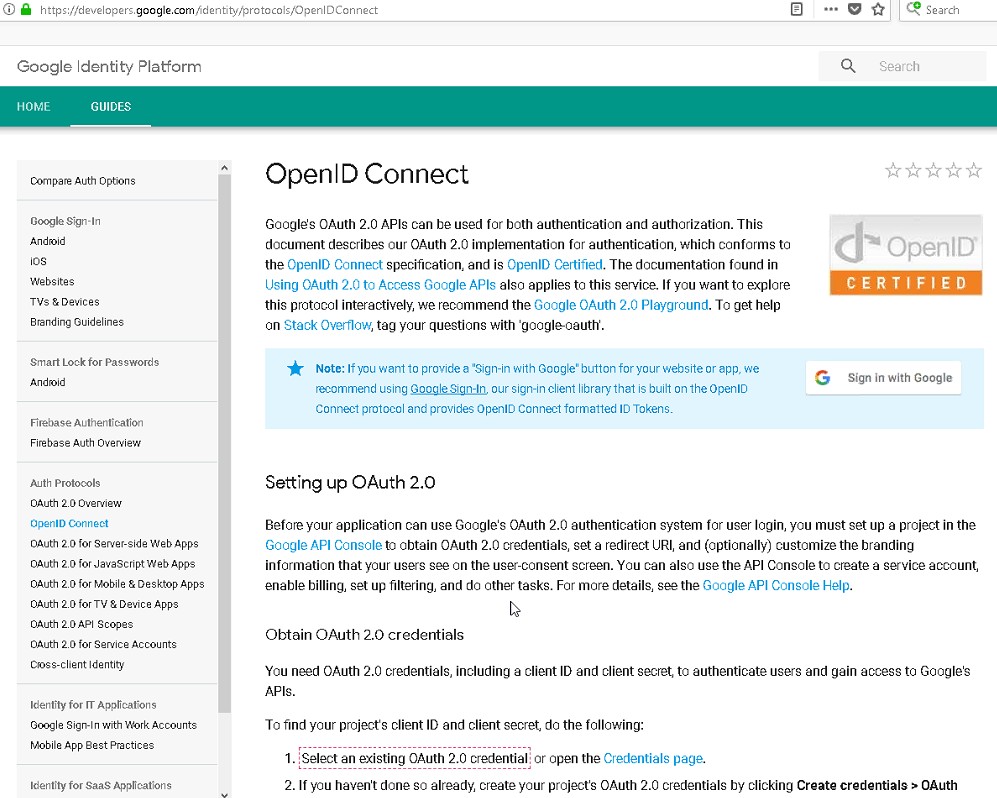 https://developers.google.com/identity/protocols/OpenIDConnect
Search
Google Identity Platform
Search
HOME
GUIDES
Compare Auth Options
Google Sign-In
Android
iOS
Websites
TVs & Devices
Branding Guidelines
Smart Lock for Passwords
Android
Firebase Authentication
Firebase Auth Overview
Auth Protocols
OAuth 2.0 Overview
OpenID Connect
OAuth 2.0 for Server-side Web Apps
OAuth 2.0 for JavaScript Web Apps
OAuth 2.0 for Mobile & Desktop Apps
OAuth 2.0 for TV & Device Apps
OAuth 2.0 API Scopes
OAuth 2.0 for Service Accounts
Cross-client Identity
Identity for IT Applications
Google Sign-In with Work Accounts
Mobile App Best Practices
Identity for SaaS Applications
OpenID Connect
Google's OAuth 2.0 APIs can be used for both authentication and authorization. This
document describes our OAuth 2.0 implementation for authentication, which conforms to
the OpenID Connect specification, and is OpenID Certified. The documentation found in
Using OAuth 2.0 to Access Google APIs also applies to this service. If you want to explore
this protocol interactively, we recommend the Google OAuth 2.0 Playground. To get help
on Stack Overflow, tag your questions with 'google-oauth'.
OpenID®
CERTIFIED
Note: If you want to provide a "Sign-in with Google" button for your website or app, we
recommend using Google Sign-In, our sign-in client library that is built on the OpenID
Connect protocol and provides OpenID Connect formatted ID Tokens.
Sign in with Google
Setting up OAuth 2.0
Before your application can use Google's OAuth 2.0 authentication system for user login, you must set up a project in the
Google API Console to obtain OAuth 2.0 credentials, set a redirect URI, and (optionally) customize the branding
information that your users see on the user-consent screen. You can also use the API Console to create a service account,
enable billing, set up filtering, and do other tasks. For more details, see the Google API Console Help.
Obtain OAuth 2.0 credentials
You need OAuth 2.0 credentials, including a client ID and client secret, to authenticate users and gain access to Google's
APIs.
To find your project's client ID and client secret, do the following:
1. Select an existing OAuth 2.0 credential or open the Credentials page.
2. If you haven't done so already, create your project's OAuth 2.0 credentials by clicking Create credentials > OAuth